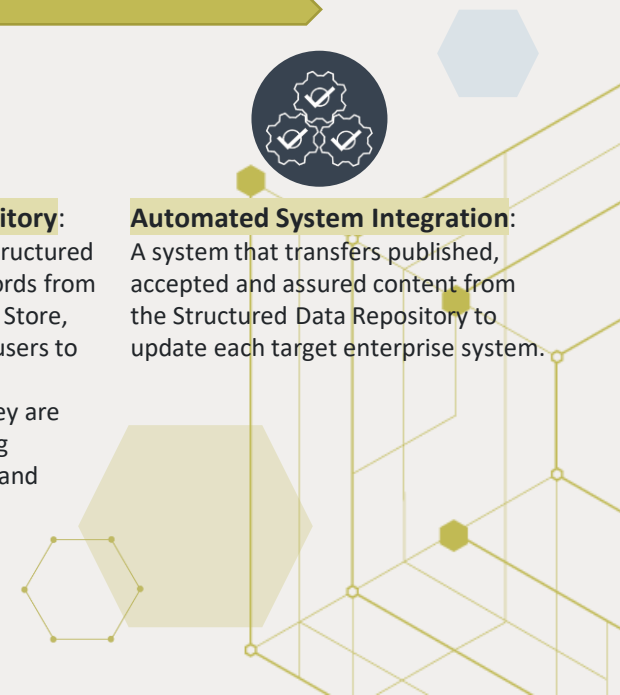 itory:
ructured
ords from
Store,
users to
ey are
g
and
Automated System Integration:
A system that transfers published,
accepted and assured content from
the Structured Data Repository to
update each target enterprise system.